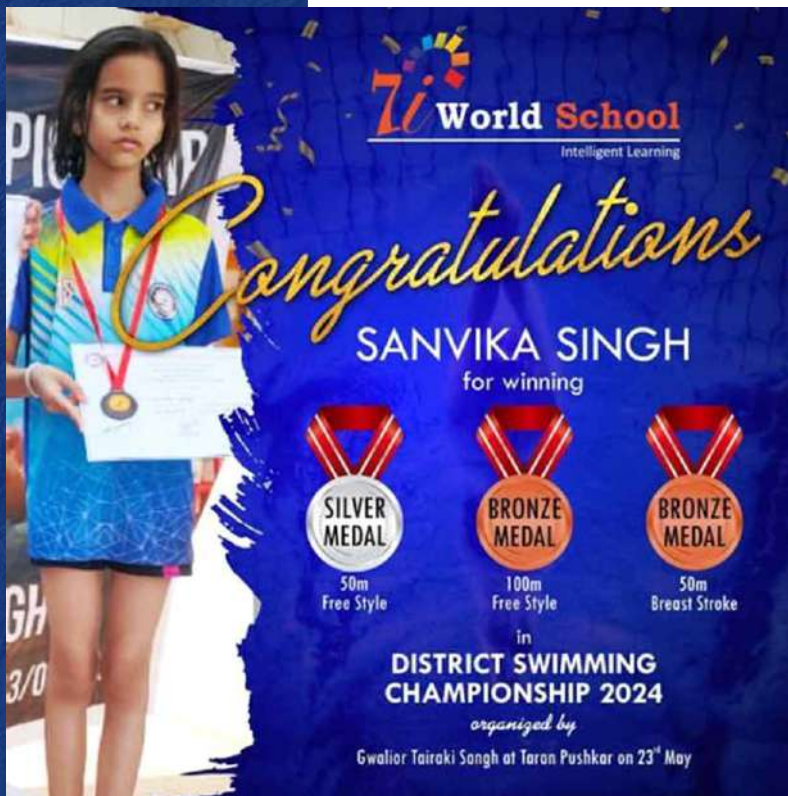 7i World School
Intelligent Learning
Congratulations
SANVIKA SINGH
for winning
SILVER MEDAL
50m
Free Style
BRONZE MEDAL
100m
Free Style
BRONZE MEDAL
50m
Breast Stroke
in
DISTRICT SWIMMING
CHAMPIONSHIP 2024
organized by
Gwalior Tairaki Sangh at Taran Pushkar on 23rd May